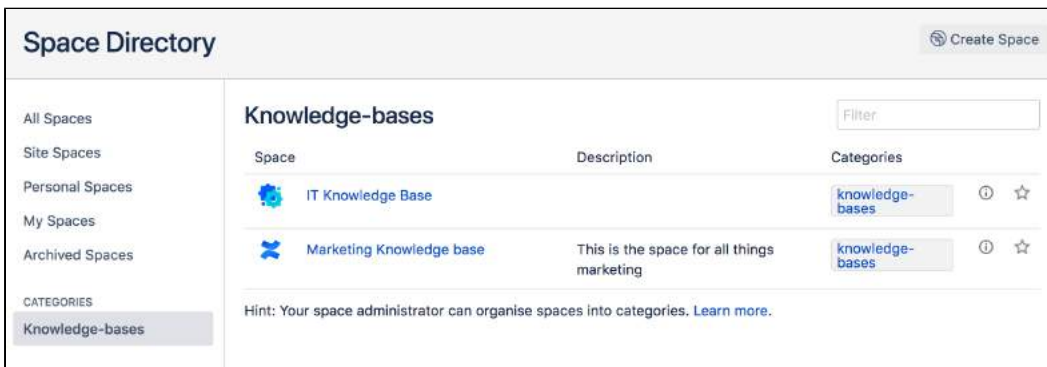 Space Directory
Create Space
All Spaces
Site Spaces
Personal Spaces
My Spaces
Archived Spaces
CATEGORIES
Knowledge-bases
Knowledge-bases
Filter
Space Description Categories
IT Knowledge Base knowledge-
bases
Marketing Knowledge base This is the space for all things knowledge-
marketing bases
Hint: Your space administrator can organise spaces into categories. Learn more.